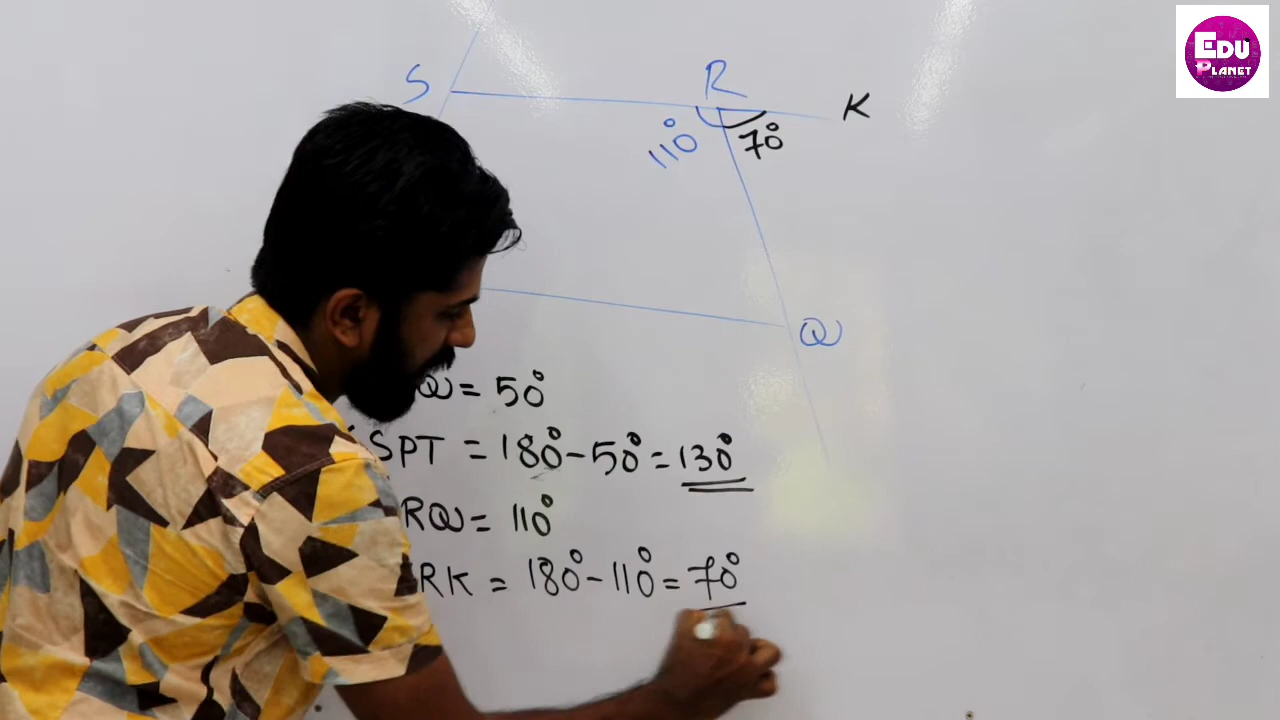 EDU
PLANET
S
R
K
110°
70°
Q
Q = 50°
SPT = 180° - 50° = 130°
RQ = 110°
RK = 180° - 110° = 70°